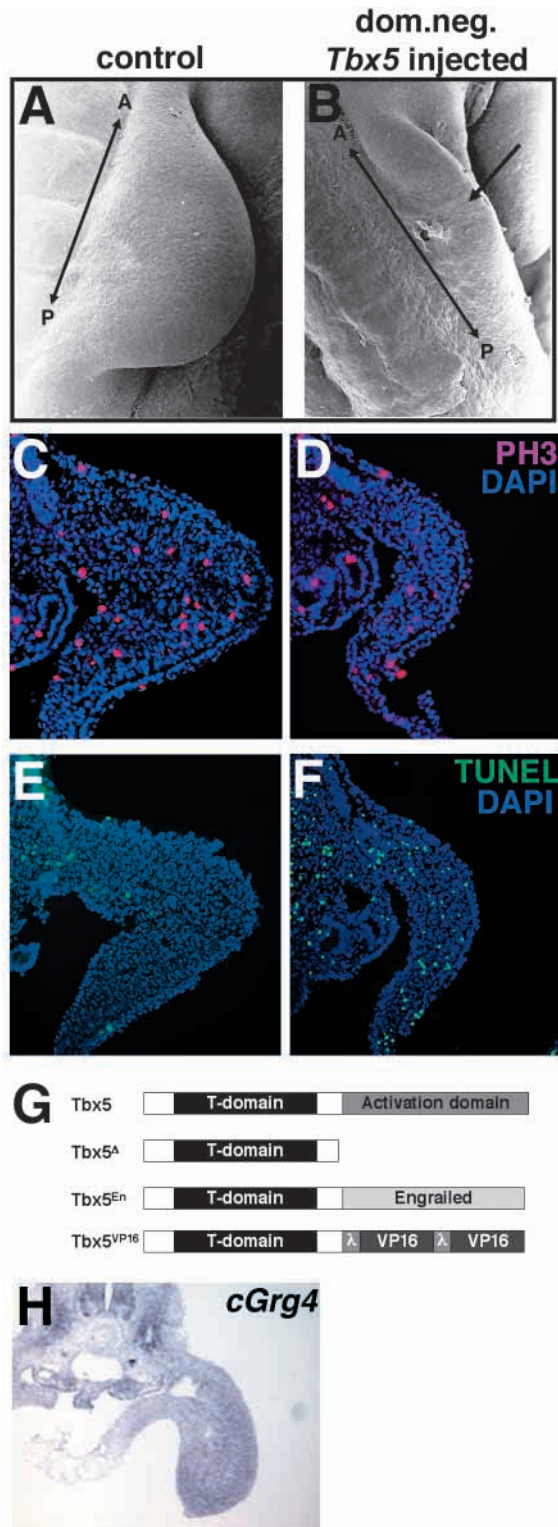 control
dom.neg.
Tbx5 injected
A
A
P
B
A
P
C
D
PH3
DAPI
E
F
TUNEL
DAPI
G
Tbx5
T-domain
Activation domain
Tbx5Δ
T-domain
Tbx5En
T-domain
Engrailed
Tbx5VP16
T-domain
λ
VP16
λ
VP16
H
cGrg4